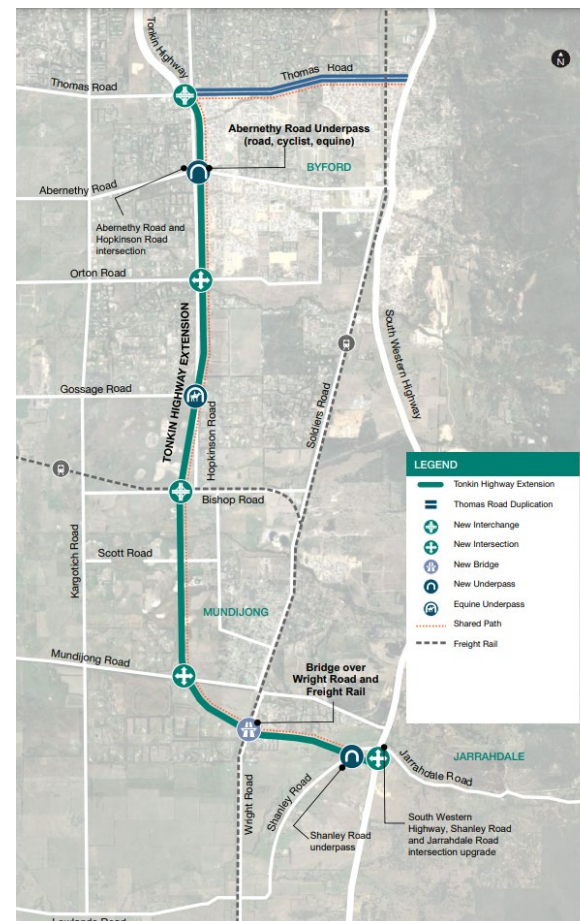 Tonkin Highway
N
Thomas Road
Thomas Road
Abernethy Road Underpass
(road, cyclist, equine)
BYFORD
Abernethy Road
Abernethy Road and
Hopkinson Road
intersection
Orton Road
TONKIN HIGHWAY EXTENSION
South Western Highway
Soldiers Road
Gossage Road
Hopkinson Road
LEGEND
Tonkin Highway Extension
Thomas Road Duplication
New Interchange
New Intersection
New Bridge
New Underpass
Equine Underpass
Shared Path
Freight Rail
Bishop Road
Kargotich Road
Scott Road
MUNDIJONG
Mundijong Road
Bridge over
Wright Road and
Freight Rail
JARRAHDALE
Jarrahdale Road
Wright Road
Shanley Road
Shanley Road
underpass
South Western
Highway, Shanley Road
and Jarrahdale Road
intersection upgrade